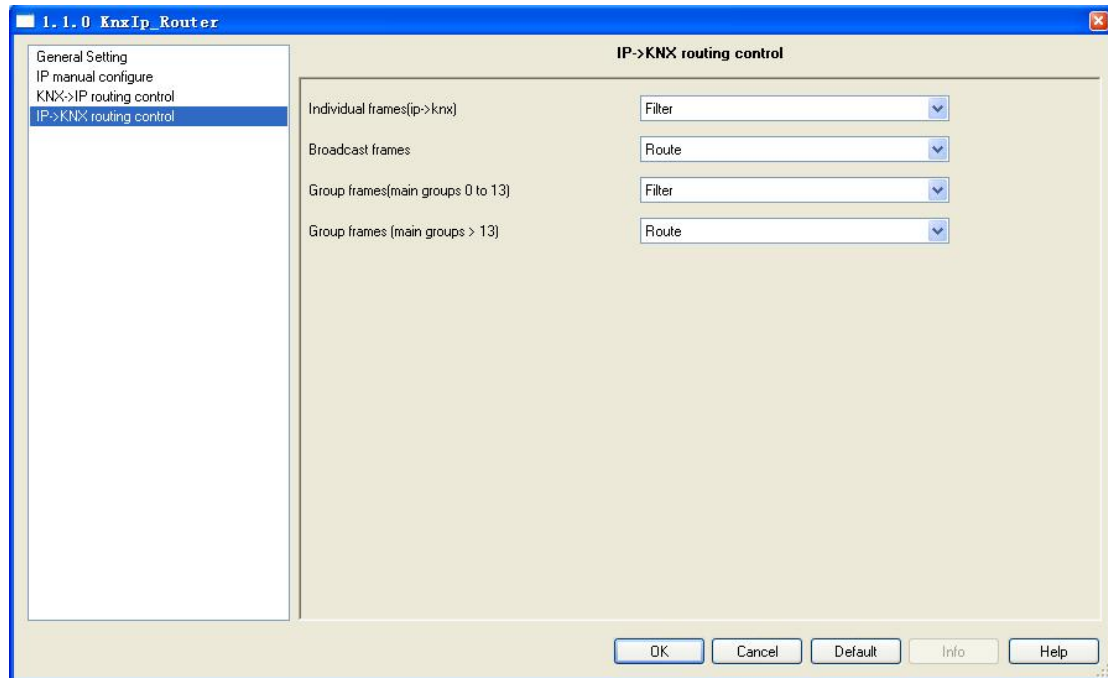 1.1.0 KnxIp_Router
General Setting
IP manual configure
KNX->IP routing control
IP->KNX routing control
IP->KNX routing control
Individual frames(ip->knx)
Filter
Broadcast frames
Route
Group frames(main groups 0 to 13)
Filter
Group frames (main groups > 13)
Route
OK
Cancel
Default
Info
Help